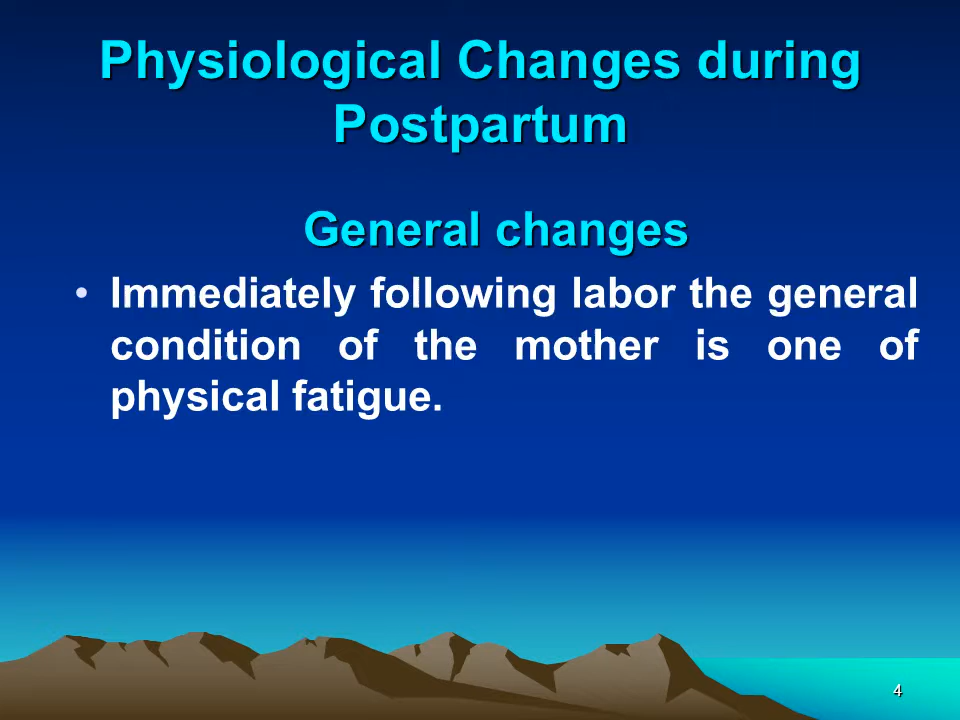 Physiological Changes during
Postpartum
General changes
• Immediately following labor the general
condition of the mother is one of
physical fatigue.
4